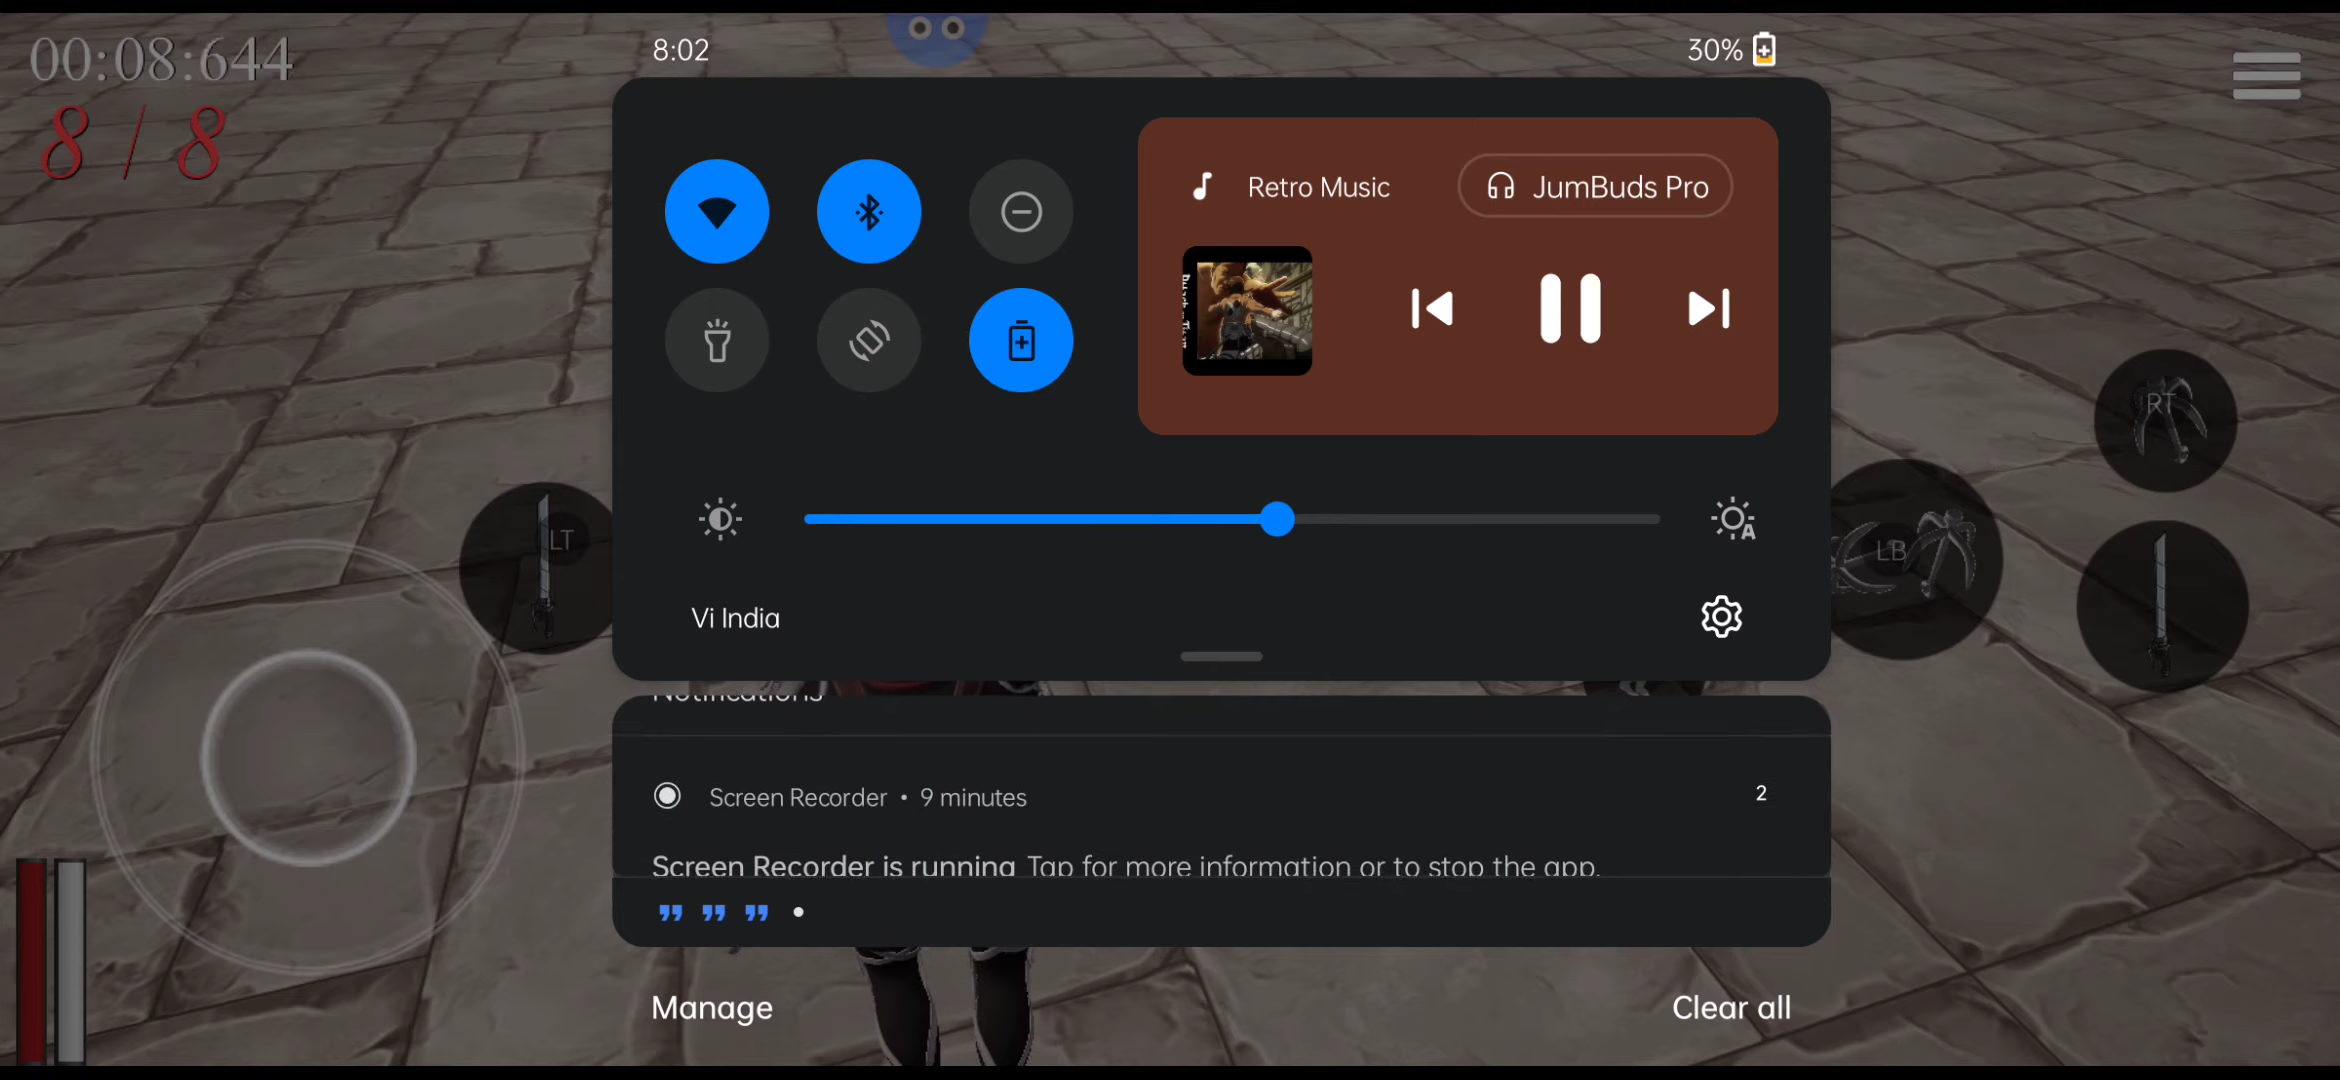 00:08:644
8 / 8
8:02
30%
Retro Music
JumBuds Pro
RT
LT
LB
Vi India
Notifications
Screen Recorder • 9 minutes
2
Screen Recorder is running Tap for more information or to stop the app.
Manage
Clear all